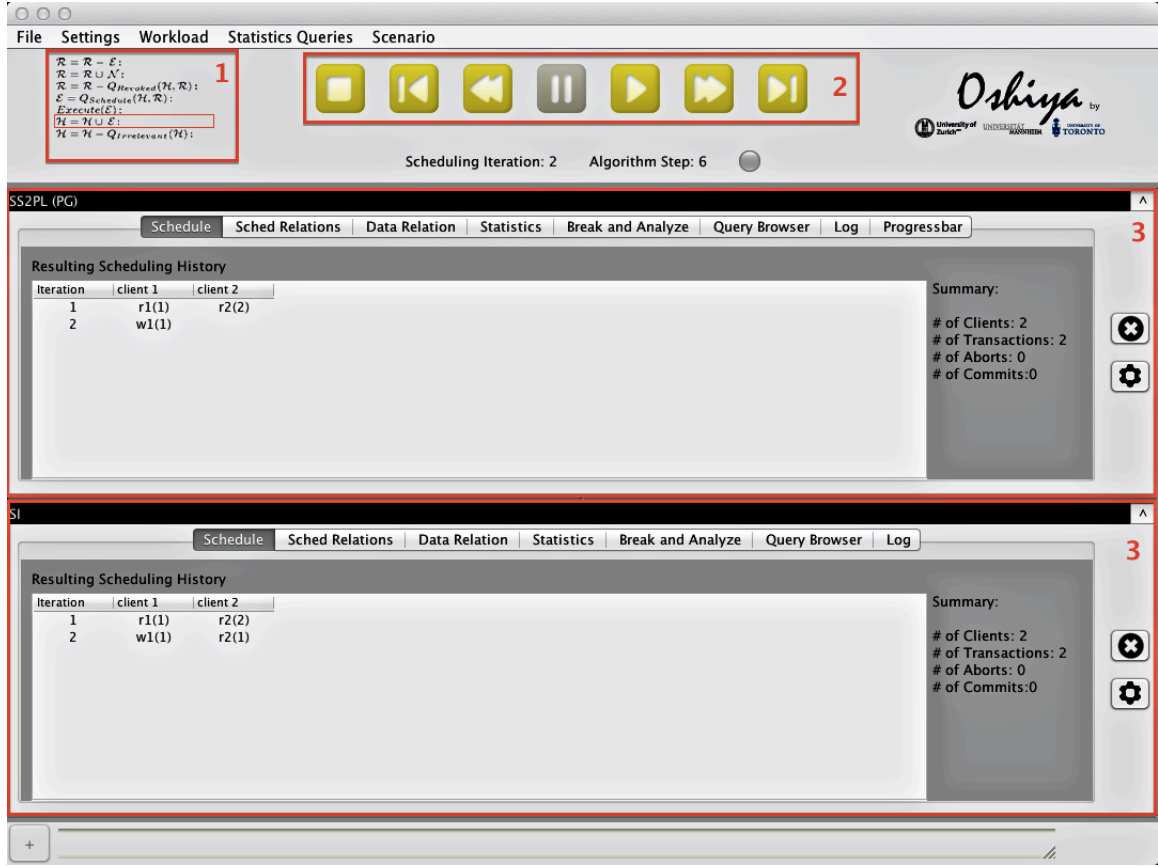 File Settings Workload Statistics Queries Scenario
R = R − E:
R = R ∪ N:
R = R − Q_Revoked(H, R):
E = Q_Schedule(H, R):
Execute(E):
H = H ∪ E:
H = H − Q_Irrelevant(H):
1
2
Oshiya by
University of Zurich UNIVERSITÄT MANNHEIM UNIVERSITY OF TORONTO
Scheduling Iteration: 2 Algorithm Step: 6
SS2PL (PG) ^
Schedule Sched Relations Data Relation Statistics Break and Analyze Query Browser Log Progressbar
3
Resulting Scheduling History
Iteration client 1 client 2
1 r1(1) r2(2)
2 w1(1)
Summary:
# of Clients: 2
# of Transactions: 2
# of Aborts: 0
# of Commits:0
SI ^
Schedule Sched Relations Data Relation Statistics Break and Analyze Query Browser Log
3
Resulting Scheduling History
Iteration client 1 client 2
1 r1(1) r2(2)
2 w1(1) r2(1)
Summary:
# of Clients: 2
# of Transactions: 2
# of Aborts: 0
# of Commits:0
+